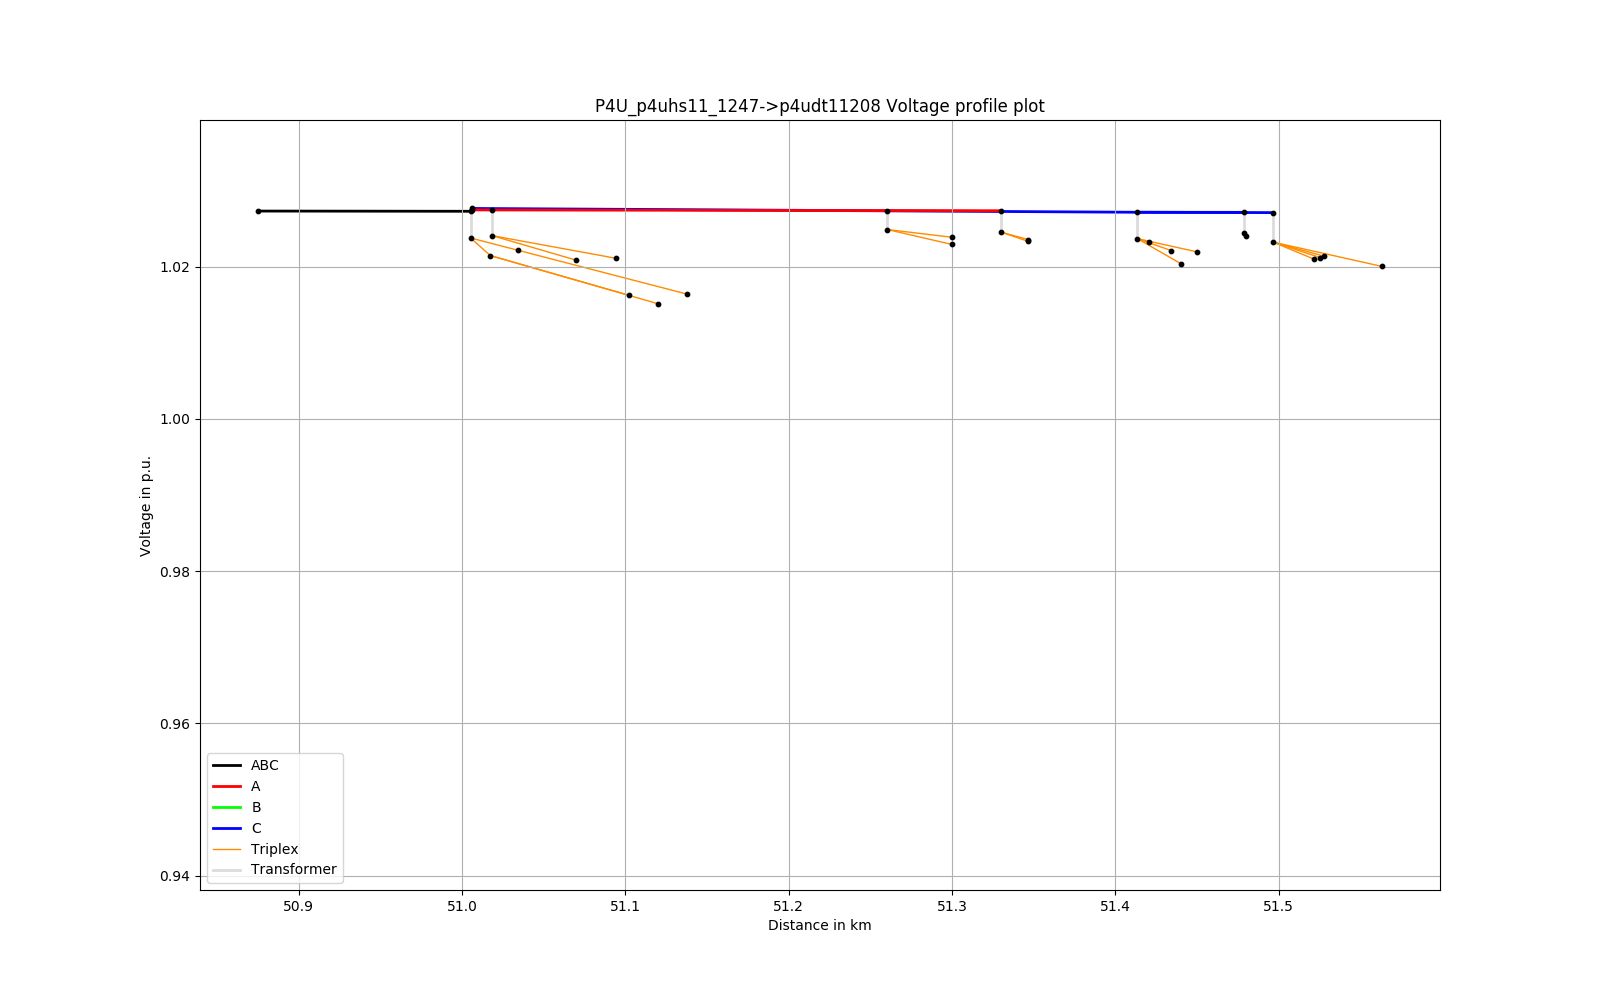 P4U_p4uhs11_1247->p4udt11208 Voltage profile plot
Voltage in p.u.
1.02
1.00
0.98
0.96
0.94
ABC
A
B
C
Triplex
Transformer
50.9 51.0 51.1 51.2 51.3 51.4 51.5
Distance in km